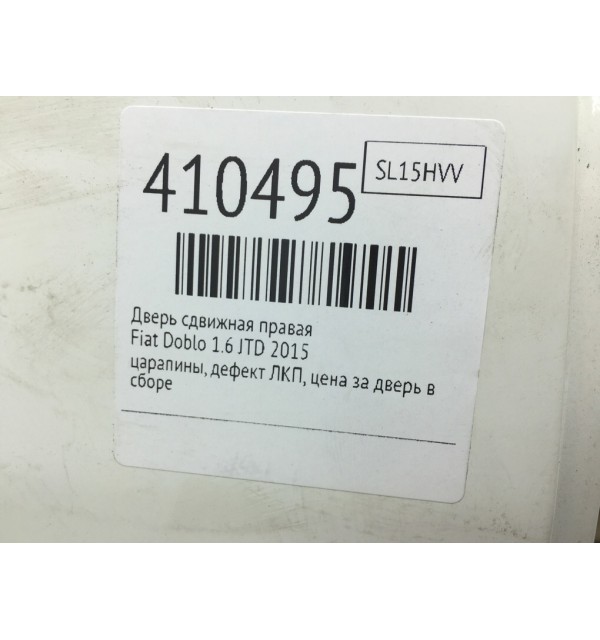 410495
SL15HVV
Дверь сдвижная правая
Fiat Doblo 1.6 JTD 2015
царапины, дефект ЛКП, цена за дверь в
сборе